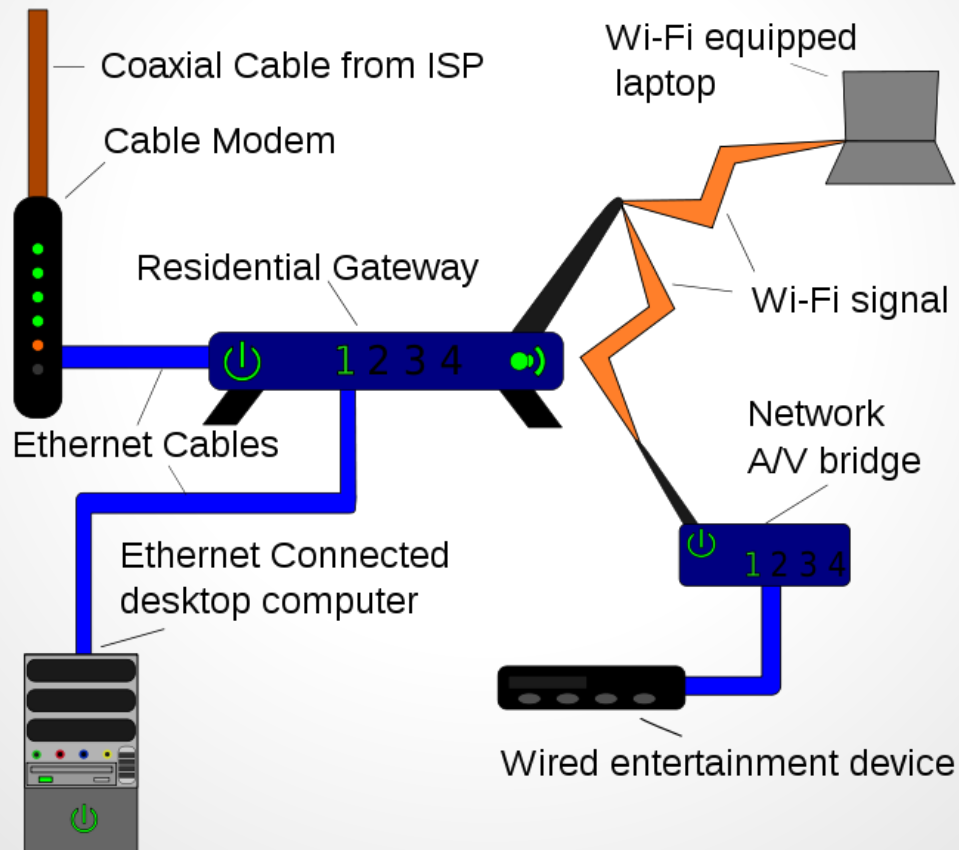 Coaxial Cable from ISP
Wi-Fi equipped
laptop
Cable Modem
Residential Gateway
Wi-Fi signal
1 2 3 4
Ethernet Cables
Network
A/V bridge
Ethernet Connected
desktop computer
1 2 3 4
Wired entertainment device